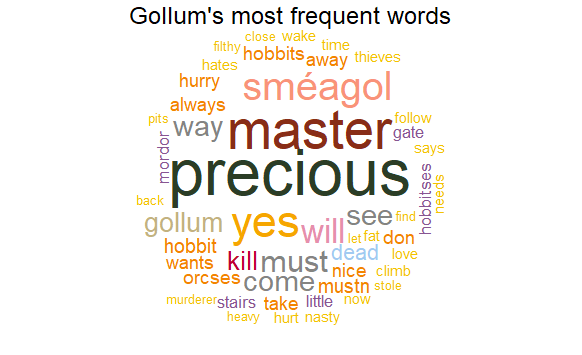 Gollum's most frequent words
close wake
filthy hobbits away time thieves
hates
hurry sméagol
always
pits way master follow
gate
says
mordor
precious
hobbitses
needs
back
gollum yes will see find
let fat don
hobbit
wants kill must dead love
orcses come nice climb
mustn stole
murderer stairs take little now
heavy hurt nasty